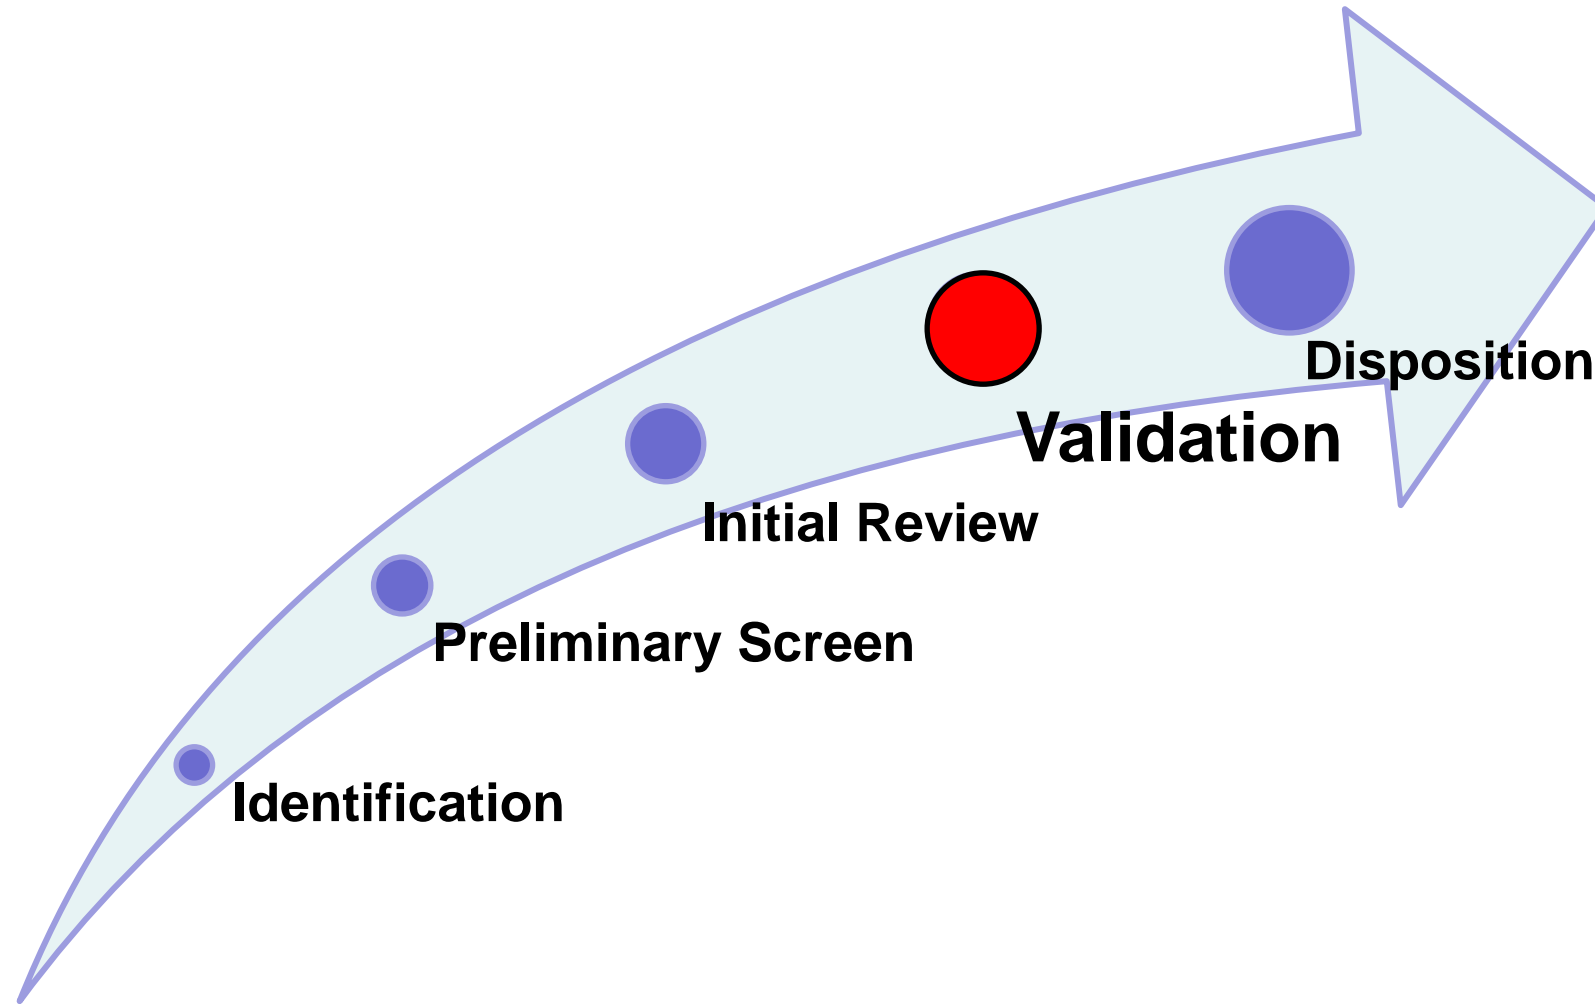 Disposition
Validation
Initial Review
Preliminary Screen
Identification